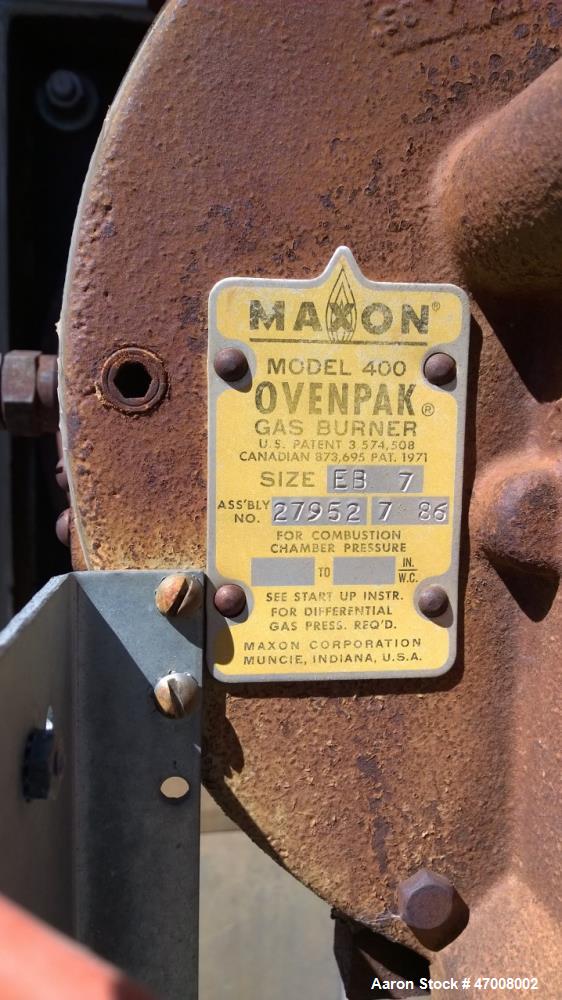 MAXON®
MODEL 400
OVENPAK®
GAS BURNER
U.S. PATENT 3,574,508
CANADIAN 873,695 PAT. 1971
SIZE EB 7
ASS'BLY NO. 27952 7 86
FOR COMBUSTION
CHAMBER PRESSURE
TO IN. W.C.
SEE START UP INSTR.
FOR DIFFERENTIAL
GAS PRESS. REQ'D.
MAXON CORPORATION
MUNCIE, INDIANA, U.S.A.
Aaron Stock # 47008002